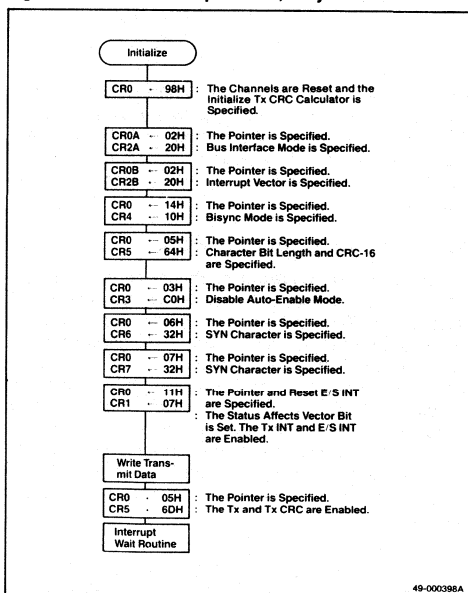 Initialize
CR0 ← 98H : The Channels are Reset and the
Initialize Tx CRC Calculator is
Specified.
CR0A ← 02H : The Pointer is Specified.
CR2A ← 20H : Bus Interface Mode is Specified.
CR0B ← 02H : The Pointer is Specified.
CR2B ← 20H : Interrupt Vector is Specified.
CR0 ← 14H : The Pointer is Specified.
CR4 ← 10H : Bisync Mode is Specified.
CR0 ← 05H : The Pointer is Specified.
CR5 ← 64H : Character Bit Length and CRC-16
are Specified.
CR0 ← 03H : The Pointer is Specified.
CR3 ← C0H : Disable Auto-Enable Mode.
CR0 ← 06H : The Pointer is Specified.
CR6 ← 32H : SYN Character is Specified.
CR0 ← 07H : The Pointer is Specified.
CR7 ← 32H : SYN Character is Specified.
CR0 ← 11H : The Pointer and Reset E/S INT
CR1 ← 07H are Specified.
: The Status Affects Vector Bit
is Set. The Tx INT and E/S INT
are Enabled.
Write Trans-
mit Data
CR0 ← 05H : The Pointer is Specified.
CR5 ← 6DH : The Tx and Tx CRC are Enabled.
Interrupt
Wait Routine
49-000398A